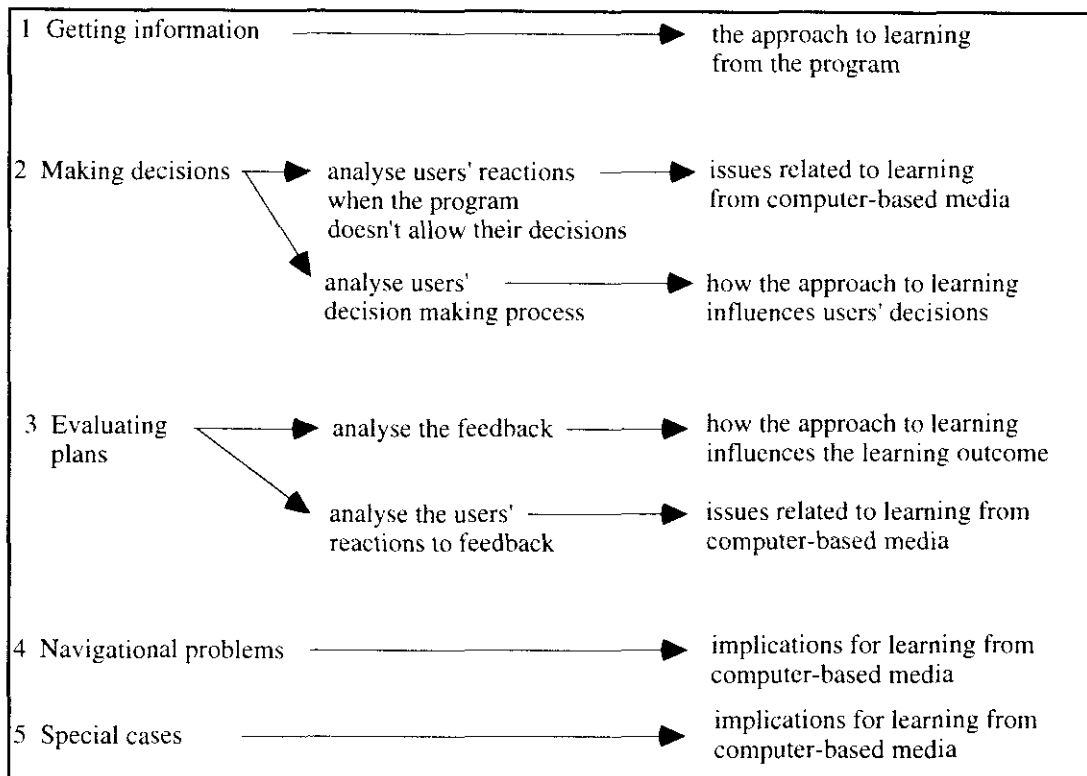 1 Getting information
the approach to learning
from the program
2 Making decisions
analyse users' reactions
when the program
doesn't allow their decisions
issues related to learning
from computer-based media
analyse users'
decision making process
how the approach to learning
influences users' decisions
3 Evaluating
plans
analyse the feedback
how the approach to learning
influences the learning outcome
analyse the users'
reactions to feedback
issues related to learning from
computer-based media
4 Navigational problems
implications for learning from
computer-based media
5 Special cases
implications for learning from
computer-based media